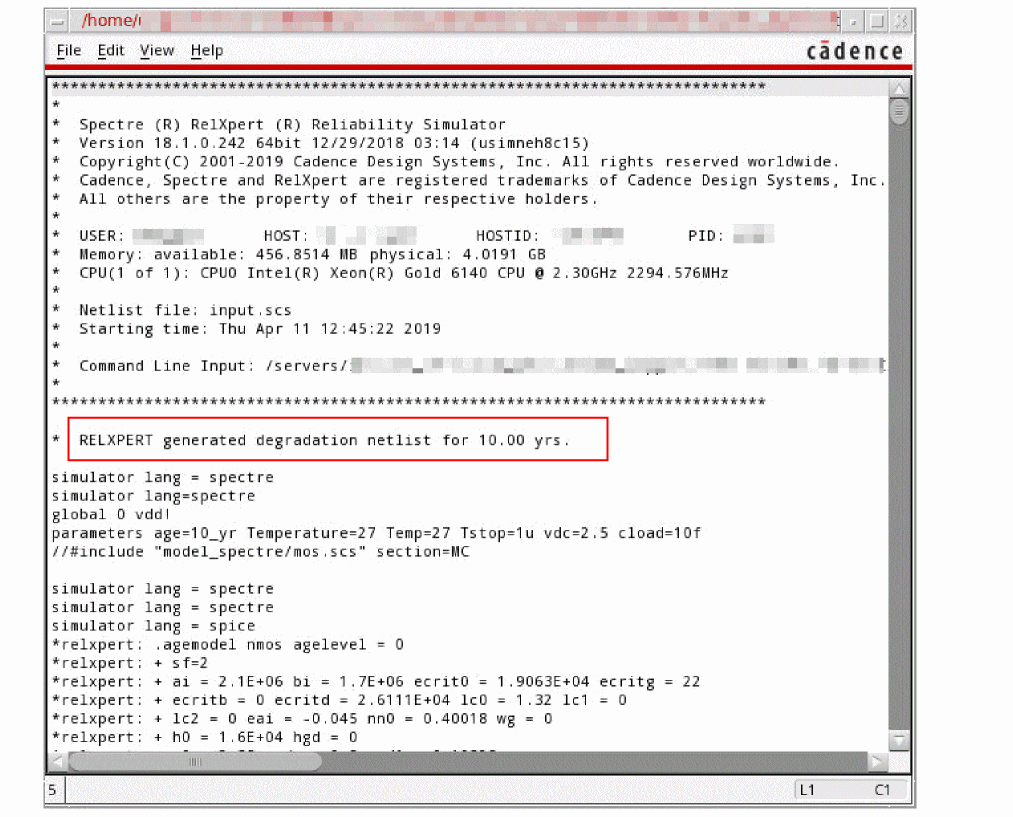 /home/
File Edit View Help
cādence
*****************************************************************************
*
* Spectre (R) RelXpert (R) Reliability Simulator
* Version 18.1.0.242 64bit 12/29/2018 03:14 (usimneh8c15)
* Copyright(C) 2001-2019 Cadence Design Systems, Inc. All rights reserved worldwide.
* Cadence, Spectre and RelXpert are registered trademarks of Cadence Design Systems, Inc.
* All others are the property of their respective holders.
*
* USER: HOST: HOSTID: PID:
* Memory: available: 456.8514 MB physical: 4.0191 GB
* CPU(1 of 1): CPU0 Intel(R) Xeon(R) Gold 6140 CPU @ 2.30GHz 2294.576MHz
*
* Netlist file: input.scs
* Starting time: Thu Apr 11 12:45:22 2019
*
* Command Line Input: /servers/
*
*****************************************************************************
* RELXPERT generated degradation netlist for 10.00 yrs.
simulator lang = spectre
simulator lang=spectre
global 0 vdd!
parameters age=10_yr Temperature=27 Temp=27 Tstop=1u vdc=2.5 cload=10f
//#include "model_spectre/mos.scs" section=MC
simulator lang = spectre
simulator lang = spectre
simulator lang = spice
*relxpert: .agemodel nmos agelevel = 0
*relxpert: + sf=2
*relxpert: + ai = 2.1E+06 bi = 1.7E+06 ecrit0 = 1.9063E+04 ecritg = 22
*relxpert: + ecritb = 0 ecritd = 2.6111E+04 lc0 = 1.32 lc1 = 0
*relxpert: + lc2 = 0 eai = -0.045 nn0 = 0.40018 wg = 0
*relxpert: + h0 = 1.6E+04 hgd = 0
5 L1 C1